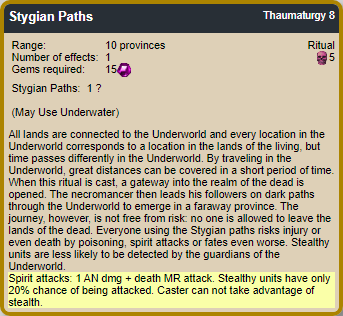 Stygian Paths Thaumaturgy 8
Range: 10 provinces Ritual
Number of effects: 1 5
Gems required: 15
Stygian Paths: 1 ?
(May Use Underwater)
All lands are connected to the Underworld and every location in the
Underworld corresponds to a location in the lands of the living, but
time passes differently in the Underworld. By traveling in the
Underworld, great distances can be covered in a short period of time.
When this ritual is cast, a gateway into the realm of the dead is
opened. The necromancer then leads his followers on dark paths
through the Underworld to emerge in a faraway province. The
journey, however, is not free from risk: no one is allowed to leave the
lands of the dead. Everyone using the Stygian paths risks injury or
even death by poisoning, spirit attacks or fates even worse. Stealthy
units are less likely to be detected by the guardians of the
Underworld.
Spirit attacks: 1 AN dmg + death MR attack. Stealthy units have only
20% chance of being attacked. Caster can not take advantage of
stealth.